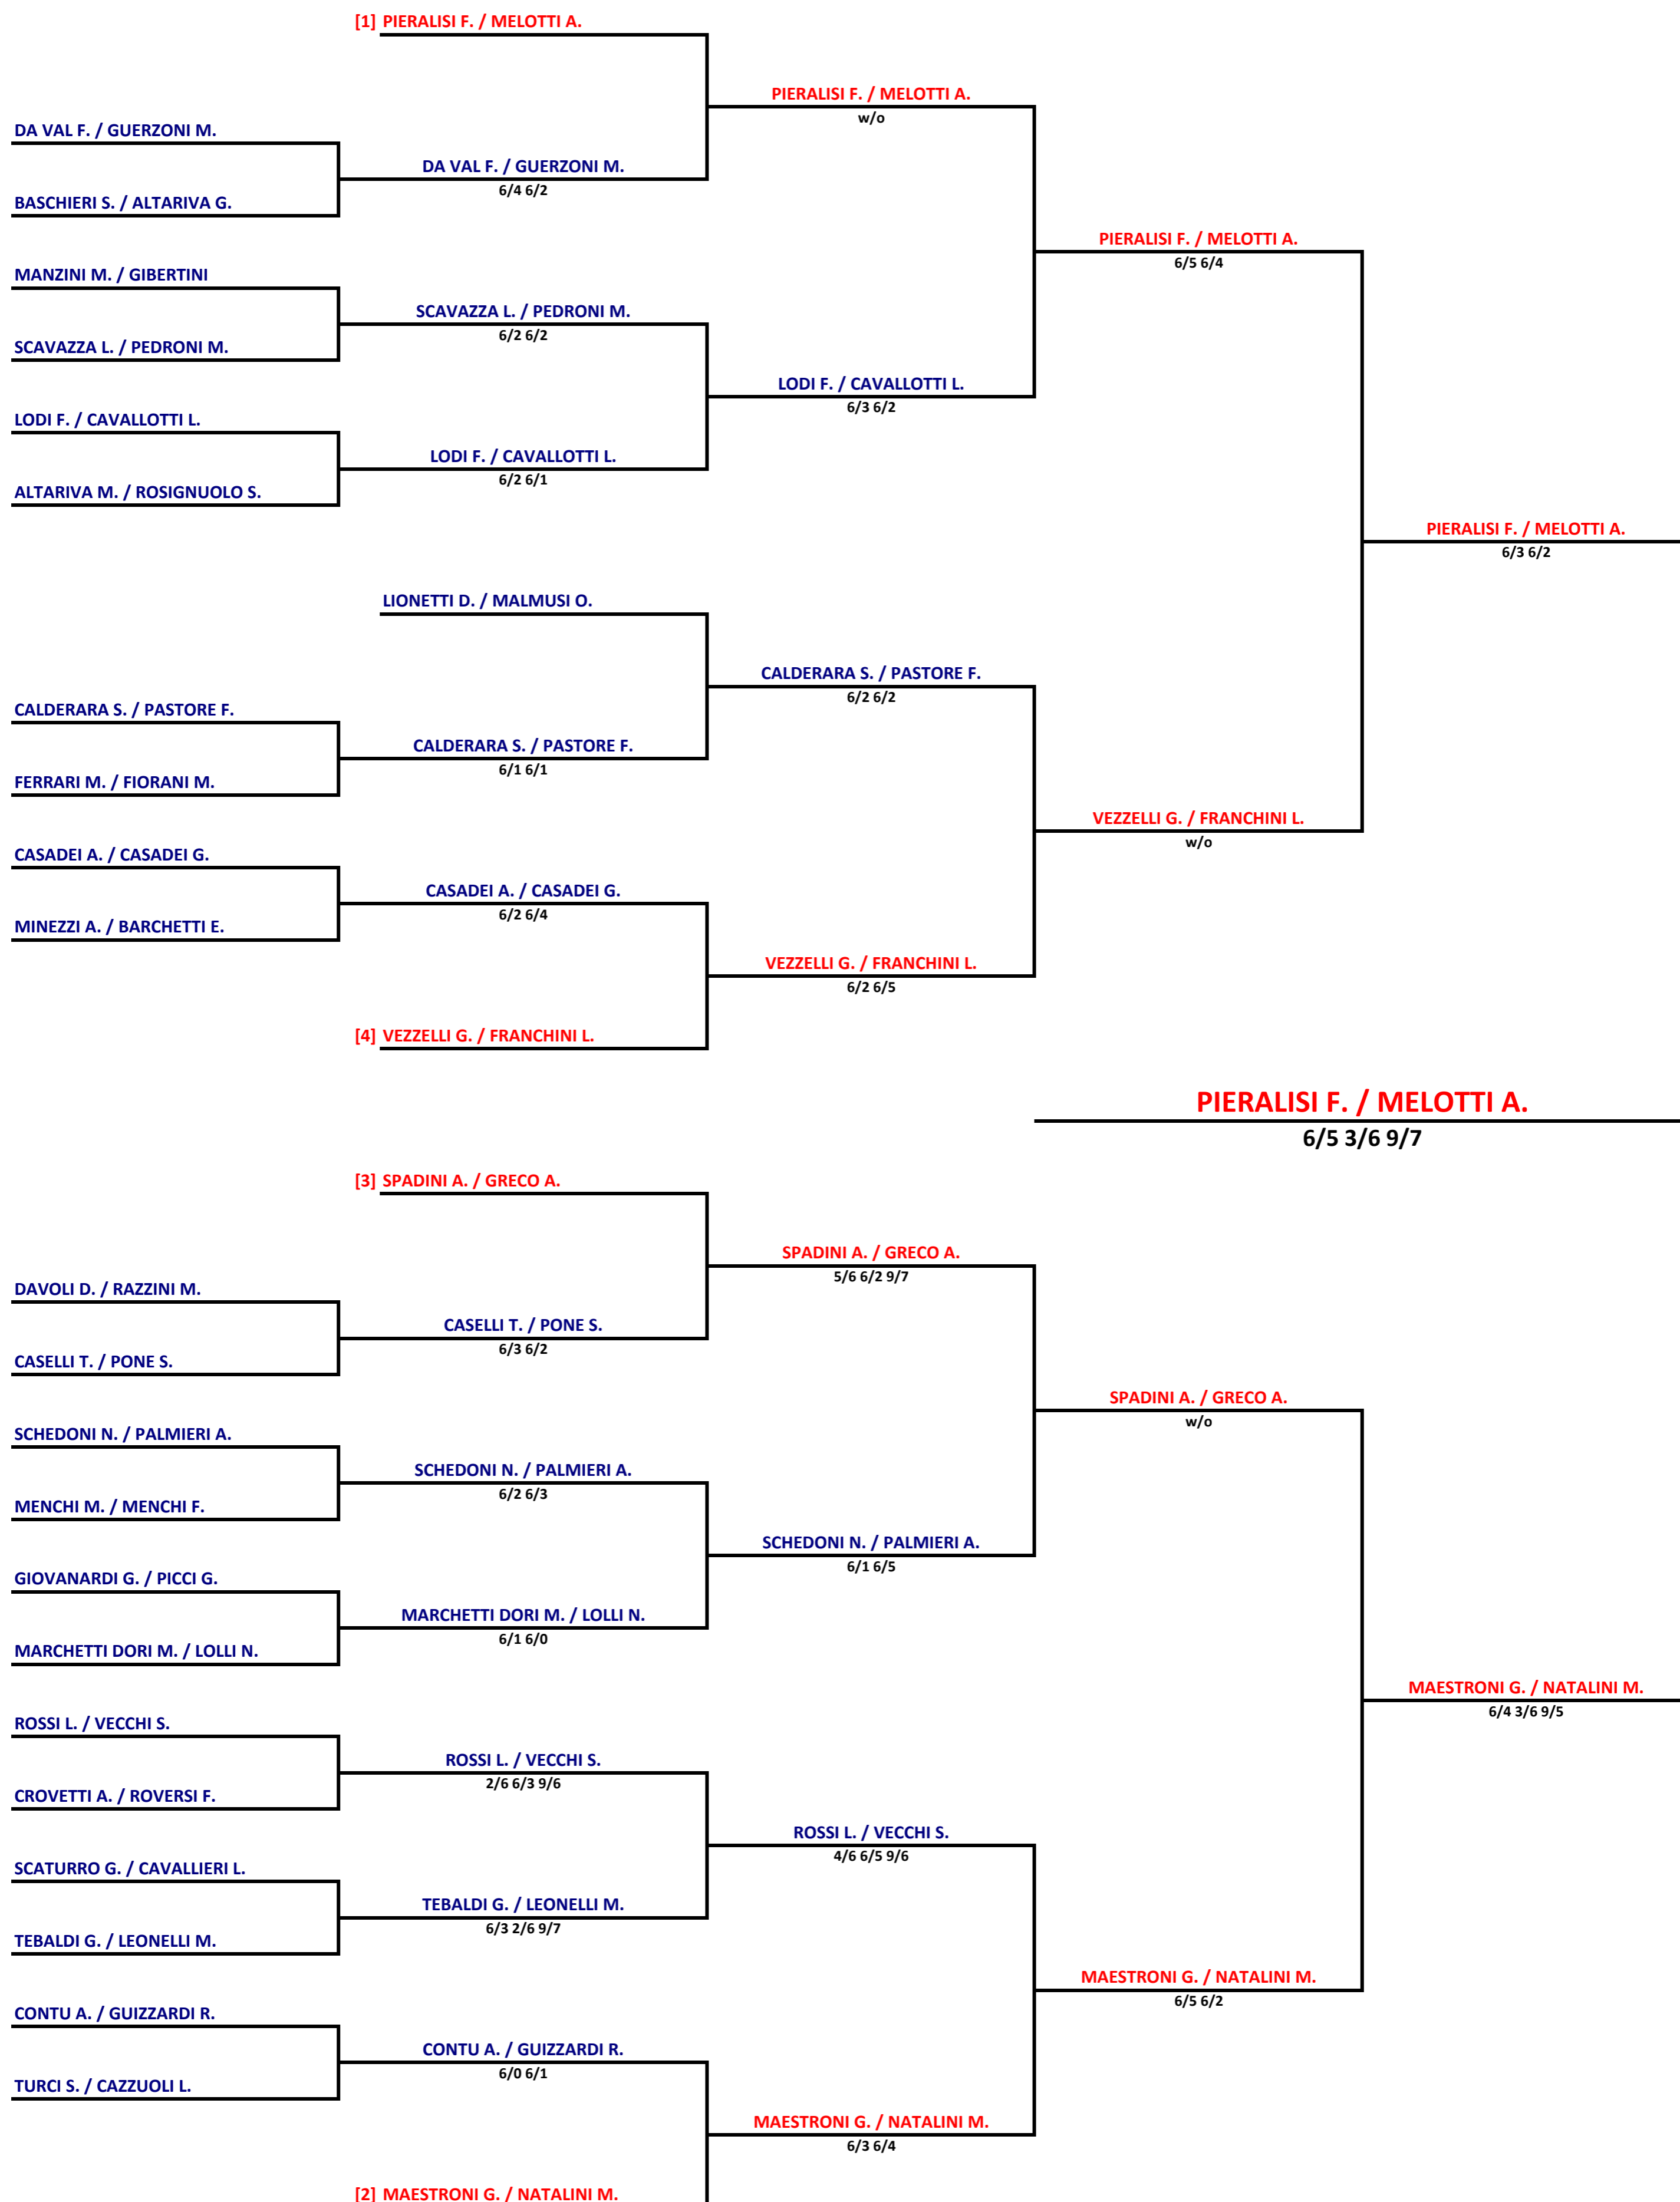 [1] PIERALISI F. / MELOTTI A.
PIERALISI F. / MELOTTI A.
w/o
DA VAL F. / GUERZONI M.
DA VAL F. / GUERZONI M.
6/4 6/2
BASCHIERI S. / ALTARIVA G.
PIERALISI F. / MELOTTI A.
6/5 6/4
MANZINI M. / GIBERTINI
SCAVAZZA L. / PEDRONI M.
6/2 6/2
SCAVAZZA L. / PEDRONI M.
LODI F. / CAVALLOTTI L.
6/3 6/2
LODI F. / CAVALLOTTI L.
LODI F. / CAVALLOTTI L.
6/2 6/1
ALTARIVA M. / ROSIGNUOLO S.
PIERALISI F. / MELOTTI A.
6/3 6/2
LIONETTI D. / MALMUSI O.
CALDERARA S. / PASTORE F.
6/2 6/2
CALDERARA S. / PASTORE F.
CALDERARA S. / PASTORE F.
6/1 6/1
FERRARI M. / FIORANI M.
VEZZELLI G. / FRANCHINI L.
w/o
CASADEI A. / CASADEI G.
CASADEI A. / CASADEI G.
6/2 6/4
MINEZZI A. / BARCHETTI E.
VEZZELLI G. / FRANCHINI L.
6/2 6/5
[4] VEZZELLI G. / FRANCHINI L.
PIERALISI F. / MELOTTI A.
6/5 3/6 9/7
[3] SPADINI A. / GRECO A.
SPADINI A. / GRECO A.
5/6 6/2 9/7
DAVOLI D. / RAZZINI M.
CASELLI T. / PONE S.
6/3 6/2
CASELLI T. / PONE S.
SPADINI A. / GRECO A.
w/o
SCHEDONI N. / PALMIERI A.
SCHEDONI N. / PALMIERI A.
6/2 6/3
MENCHI M. / MENCHI F.
SCHEDONI N. / PALMIERI A.
6/1 6/5
GIOVANARDI G. / PICCI G.
MARCHETTI DORI M. / LOLLI N.
6/1 6/0
MARCHETTI DORI M. / LOLLI N.
MAESTRONI G. / NATALINI M.
6/4 3/6 9/5
ROSSI L. / VECCHI S.
ROSSI L. / VECCHI S.
2/6 6/3 9/6
CROVETTI A. / ROVERSI F.
ROSSI L. / VECCHI S.
4/6 6/5 9/6
SCATURRO G. / CAVALLIERI L.
TEBALDI G. / LEONELLI M.
6/3 2/6 9/7
TEBALDI G. / LEONELLI M.
MAESTRONI G. / NATALINI M.
6/5 6/2
CONTU A. / GUIZZARDI R.
CONTU A. / GUIZZARDI R.
6/0 6/1
TURCI S. / CAZZUOLI L.
MAESTRONI G. / NATALINI M.
6/3 6/4
[2] MAESTRONI G. / NATALINI M.